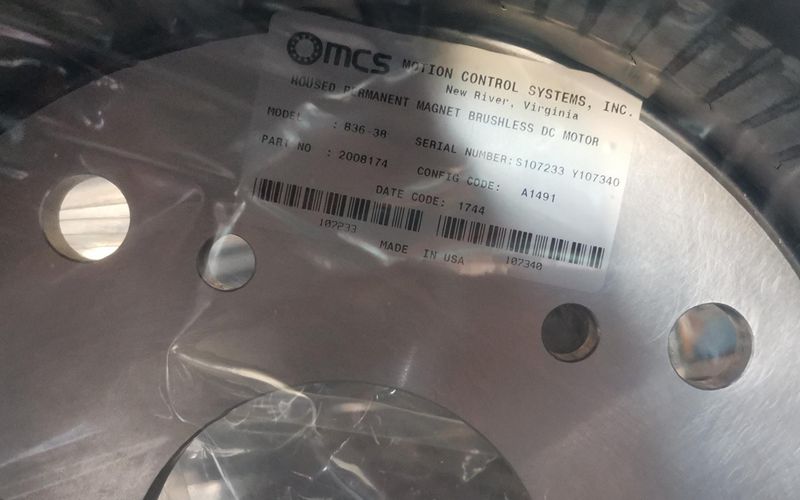 mcs MOTION CONTROL SYSTEMS, INC.
New River, Virginia
HOUSED PERMANENT MAGNET BRUSHLESS DC MOTOR
MODEL : B36-38 SERIAL NUMBER: S107233 Y107340
PART NO : 2008174 CONFIG CODE: A1491
DATE CODE: 1744
107233 107340
MADE IN USA